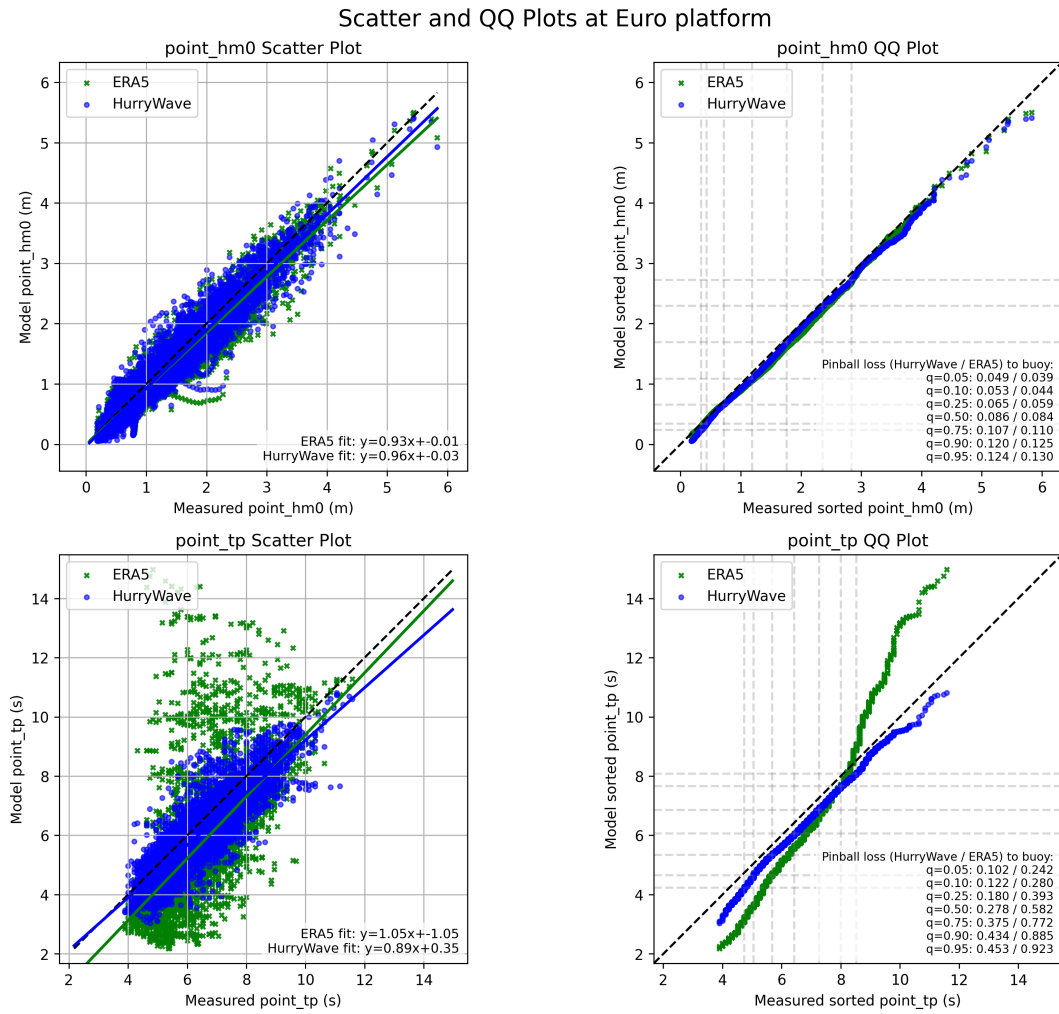 Scatter and QQ Plots at Euro platform
point_hm0 Scatter Plot
ERA5
HurryWave
6
5
4
3
2
1
0
Model point_hm0 (m)
ERA5 fit: y=0.93x+-0.01
HurryWave fit: y=0.96x+-0.03
0 1 2 3 4 5 6
Measured point_hm0 (m)
point_hm0 QQ Plot
ERA5
HurryWave
6
5
4
3
2
1
0
Model sorted point_hm0 (m)
Pinball loss (HurryWave / ERA5) to buoy:
q=0.05: 0.049 / 0.039
q=0.10: 0.053 / 0.044
q=0.25: 0.065 / 0.059
q=0.50: 0.086 / 0.084
q=0.75: 0.107 / 0.110
q=0.90: 0.120 / 0.125
q=0.95: 0.124 / 0.130
0 1 2 3 4 5 6
Measured sorted point_hm0 (m)
point_tp Scatter Plot
ERA5
HurryWave
14
12
10
8
6
4
2
Model point_tp (s)
ERA5 fit: y=1.05x+-1.05
HurryWave fit: y=0.89x+0.35
2 4 6 8 10 12 14
Measured point_tp (s)
point_tp QQ Plot
ERA5
HurryWave
14
12
10
8
6
4
2
Model sorted point_tp (s)
Pinball loss (HurryWave / ERA5) to buoy:
q=0.05: 0.102 / 0.242
q=0.10: 0.122 / 0.280
q=0.25: 0.180 / 0.393
q=0.50: 0.278 / 0.582
q=0.75: 0.375 / 0.772
q=0.90: 0.434 / 0.885
q=0.95: 0.453 / 0.923
2 4 6 8 10 12 14
Measured sorted point_tp (s)